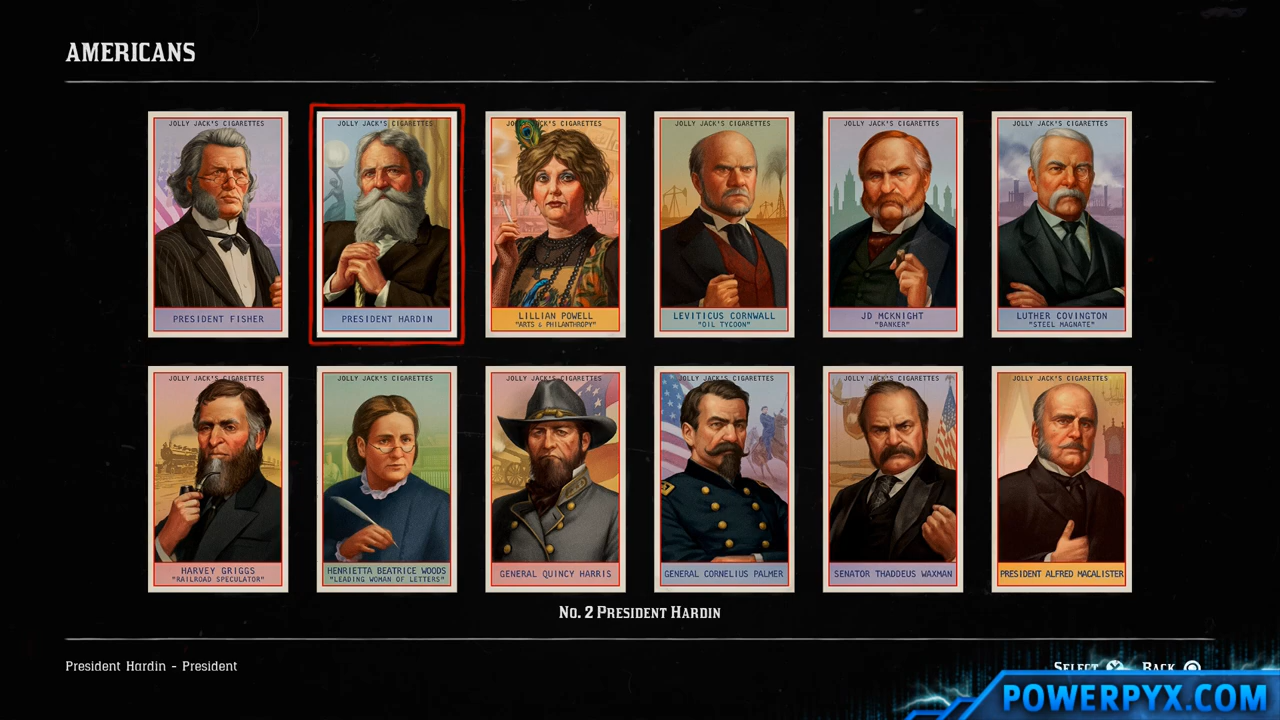 AMERICANS
JOLLY JACK'S CIGARETTES
PRESIDENT FISHER
JOLLY JACK'S CIGARETTES
PRESIDENT HARDIN
JOLLY JACK'S CIGARETTES
LILLIAN POWELL
"ARTS & PHILANTHROPY"
JOLLY JACK'S CIGARETTES
LEVITICUS CORNWALL
"OIL TYCOON"
JOLLY JACK'S CIGARETTES
JD MCKNIGHT
"BANKER"
JOLLY JACK'S CIGARETTES
LUTHER COVINGTON
"STEEL MAGNATE"
JOLLY JACK'S CIGARETTES
HARVEY GRIGGS
"RAILROAD SPECULATOR"
JOLLY JACK'S CIGARETTES
HENRIETTA BEATRICE WOODS
"LEADING WOMAN OF LETTERS"
JOLLY JACK'S CIGARETTES
GENERAL QUINCY HARRIS
JOLLY JACK'S CIGARETTES
GENERAL CORNELIUS PALMER
JOLLY JACK'S CIGARETTES
SENATOR THADDEUS WAXMAN
JOLLY JACK'S CIGARETTES
PRESIDENT ALFRED MACALISTER
No. 2 President Hardin
President Hardin - President
Select Back
POWERPYX.COM